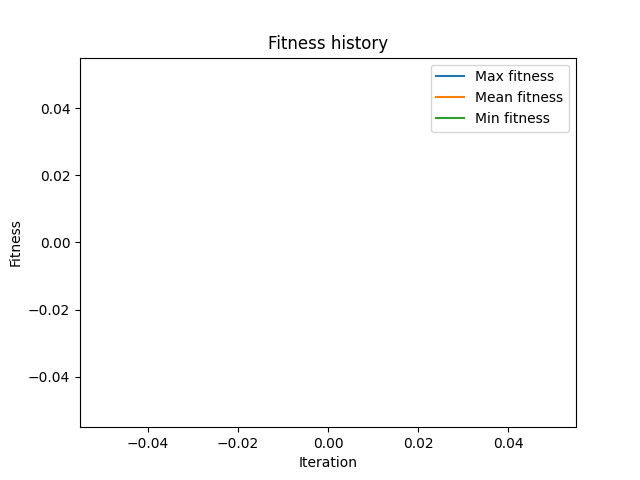 Fitness history
Max fitness
Mean fitness
Min fitness
0.04
0.02
0.00
−0.02
−0.04
Fitness
−0.04
−0.02
0.00
0.02
0.04
Iteration